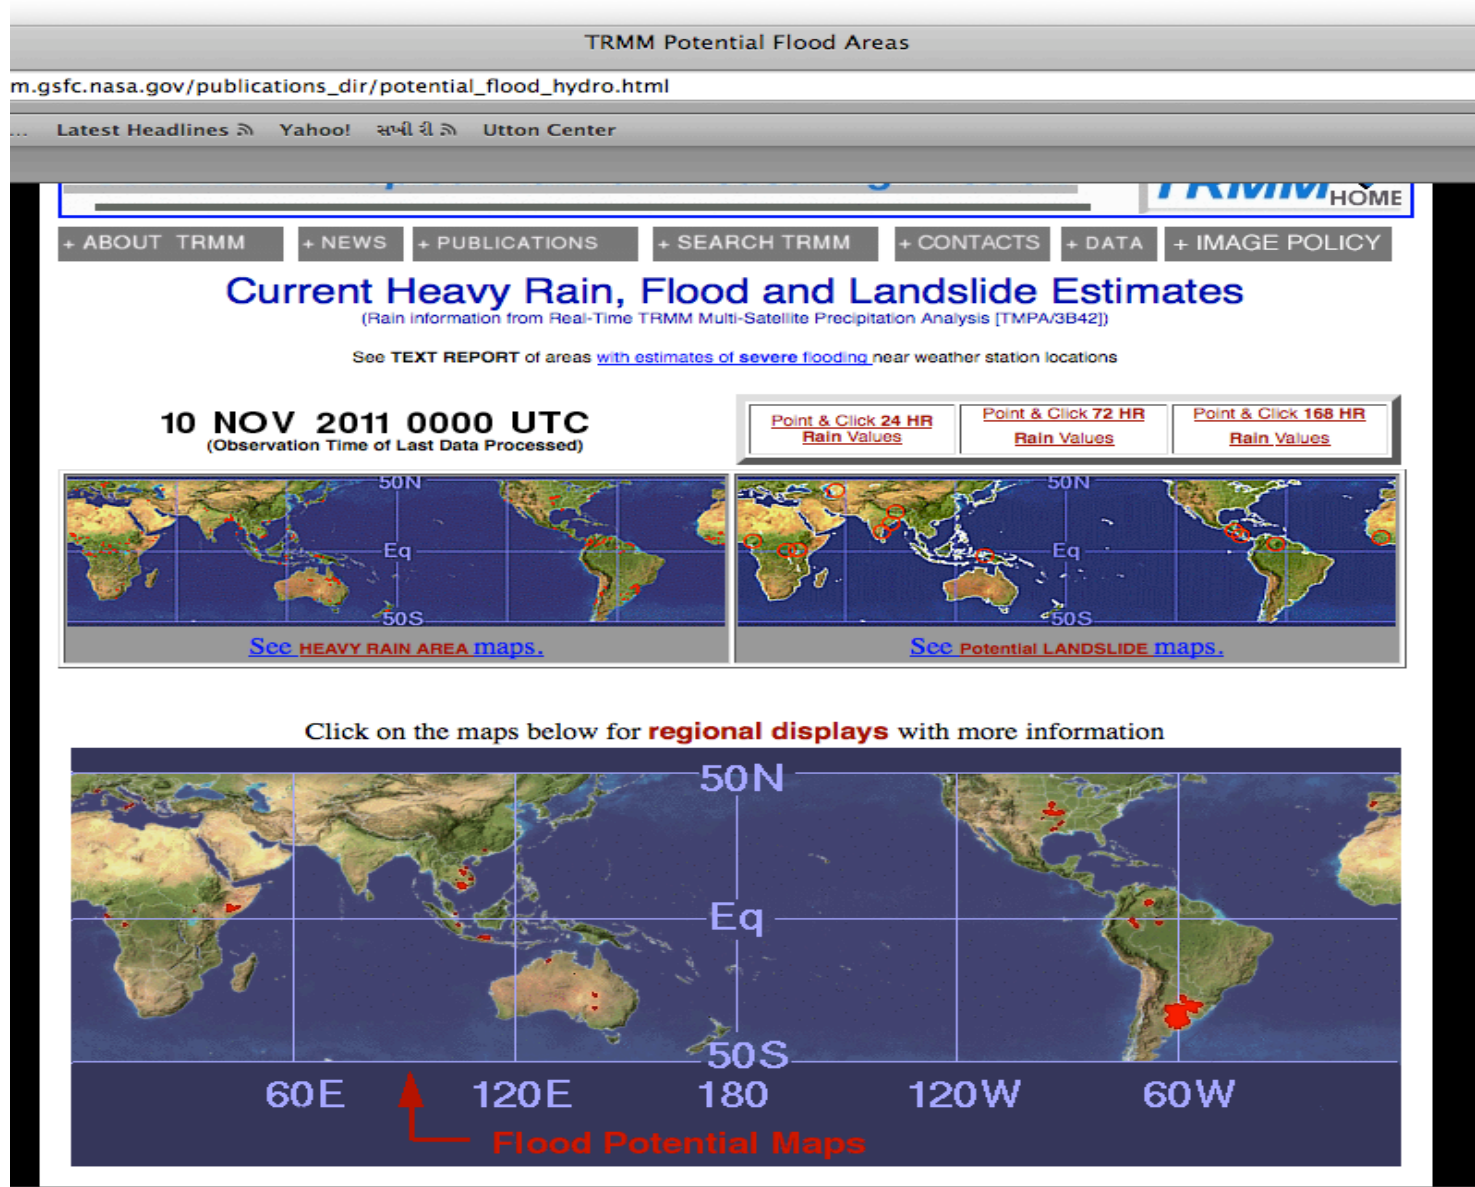 TRMM Potential Flood Areas
m.gsfc.nasa.gov/publications_dir/potential_flood_hydro.html
... Latest Headlines Yahoo! સખી રી Utton Center
TRMM HOME
+ ABOUT TRMM + NEWS + PUBLICATIONS + SEARCH TRMM + CONTACTS + DATA + IMAGE POLICY
Current Heavy Rain, Flood and Landslide Estimates
(Rain information from Real-Time TRMM Multi-Satellite Precipitation Analysis [TMPA/3B42])
See TEXT REPORT of areas with estimates of severe flooding near weather station locations
10 NOV 2011 0000 UTC
(Observation Time of Last Data Processed)
Point & Click 24 HR
Rain Values
Point & Click 72 HR
Rain Values
Point & Click 168 HR
Rain Values
50N
Eq
50S
See HEAVY RAIN AREA maps.
50N
Eq
50S
See Potential LANDSLIDE maps.
Click on the maps below for regional displays with more information
50N
Eq
50S
60E 120E 180 120W 60W
Flood Potential Maps